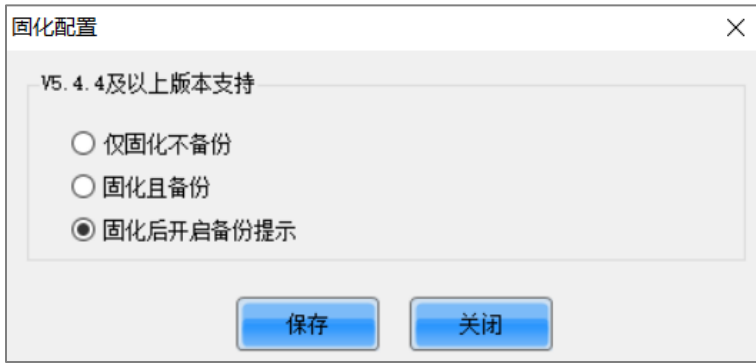 固化配置
V5.4.4及以上版本支持
仅固化不备份
固化且备份
固化后开启备份提示
保存 关闭